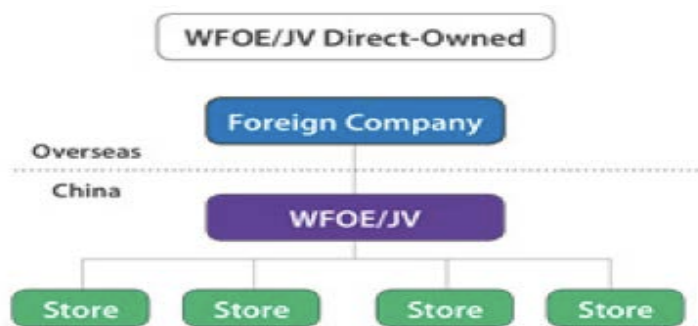 WFOE/JV Direct-Owned
Foreign Company
Overseas
China
WFOE/JV
Store Store Store Store